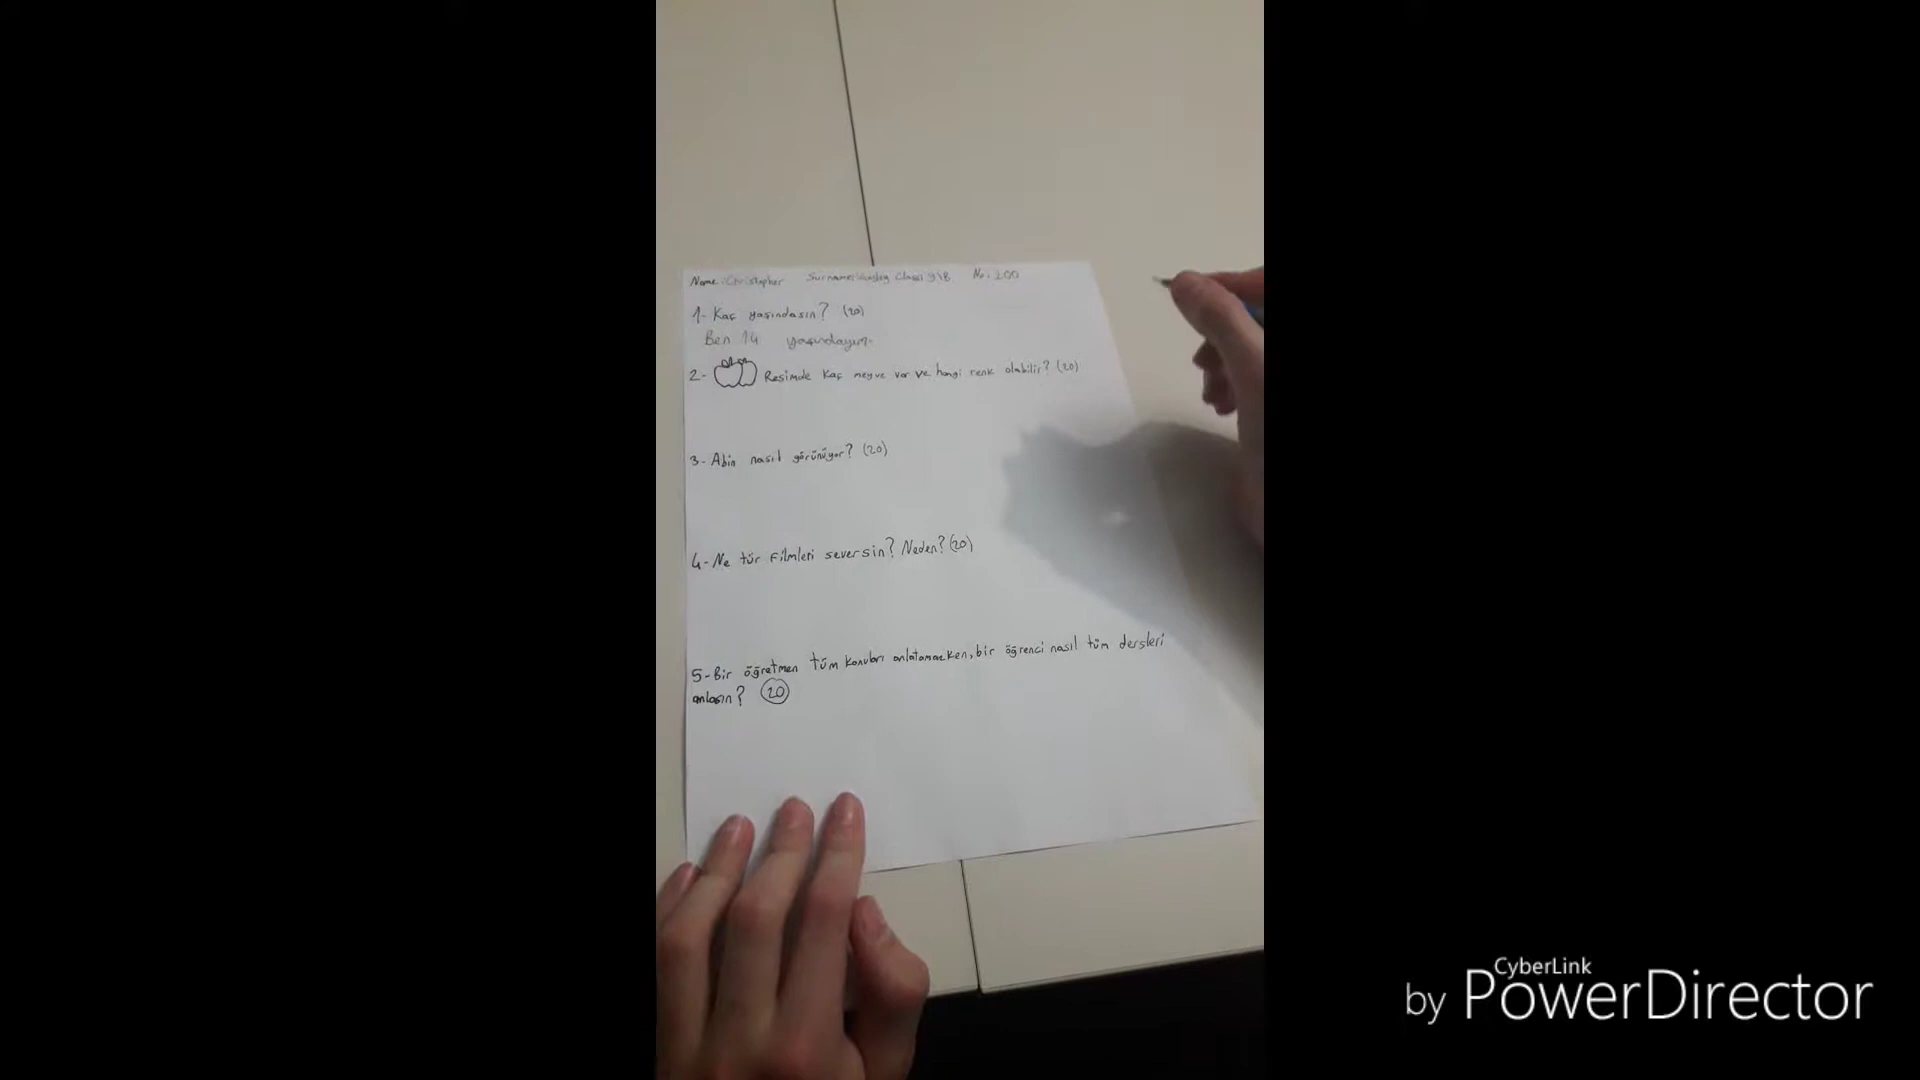 Name: Christopher Surname: Class: 9\B No: 200
1- Kaç yaşındasın? (20)
Ben 14 yaşındayım.
2- Resimde kaç meyve var ve hangi renk olabilir? (20)
3- Abin nasıl görünüyor? (20)
4- Ne tür filmleri seversin? Neden? (20)
5- Bir öğretmen tüm konuları anlatamazken, bir öğrenci nasıl tüm dersleri
anlasın? (20)
CyberLink
by PowerDirector